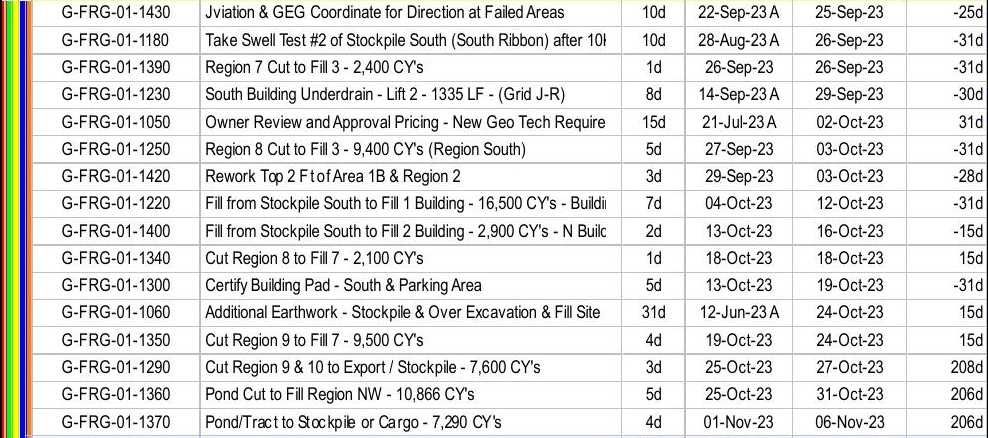 G-FRG-01-1430 Jviation & GEG Coordinate for Direction at Failed Areas 10d 22-Sep-23 A 25-Sep-23 -25d
G-FRG-01-1180 Take Swell Test #2 of Stockpile South (South Ribbon) after 10 10d 28-Aug-23 A 26-Sep-23 -31d
G-FRG-01-1390 Region 7 Cut to Fill 3 - 2,400 CY's 1d 26-Sep-23 26-Sep-23 -31d
G-FRG-01-1230 South Building Underdrain - Lift 2 - 1335 LF - (Grid J-R) 8d 14-Sep-23 A 29-Sep-23 -30d
G-FRG-01-1050 Owner Review and Approval Pricing - New Geo Tech Require 15d 21-Jul-23 A 02-Oct-23 31d
G-FRG-01-1250 Region 8 Cut to Fill 3 - 9,400 CY's (Region South) 5d 27-Sep-23 03-Oct-23 -31d
G-FRG-01-1420 Rework Top 2 Ft of Area 1B & Region 2 3d 29-Sep-23 03-Oct-23 -28d
G-FRG-01-1220 Fill from Stockpile South to Fill 1 Building - 16,500 CY's - Buildi 7d 04-Oct-23 12-Oct-23 -31d
G-FRG-01-1400 Fill from Stockpile South to Fill 2 Building - 2,900 CY's - N Builc 2d 13-Oct-23 16-Oct-23 -15d
G-FRG-01-1340 Cut Region 8 to Fill 7 - 2,100 CY's 1d 18-Oct-23 18-Oct-23 15d
G-FRG-01-1300 Certify Building Pad - South & Parking Area 5d 13-Oct-23 19-Oct-23 -31d
G-FRG-01-1060 Additional Earthwork - Stockpile & Over Excavation & Fill Site 31d 12-Jun-23 A 24-Oct-23 15d
G-FRG-01-1350 Cut Region 9 to Fill 7 - 9,500 CY's 4d 19-Oct-23 24-Oct-23 15d
G-FRG-01-1290 Cut Region 9 & 10 to Export / Stockpile - 7,600 CY's 3d 25-Oct-23 27-Oct-23 208d
G-FRG-01-1360 Pond Cut to Fill Region NW - 10,866 CY's 5d 25-Oct-23 31-Oct-23 206d
G-FRG-01-1370 Pond/Tract to Stockpile or Cargo - 7,290 CY's 4d 01-Nov-23 06-Nov-23 206d